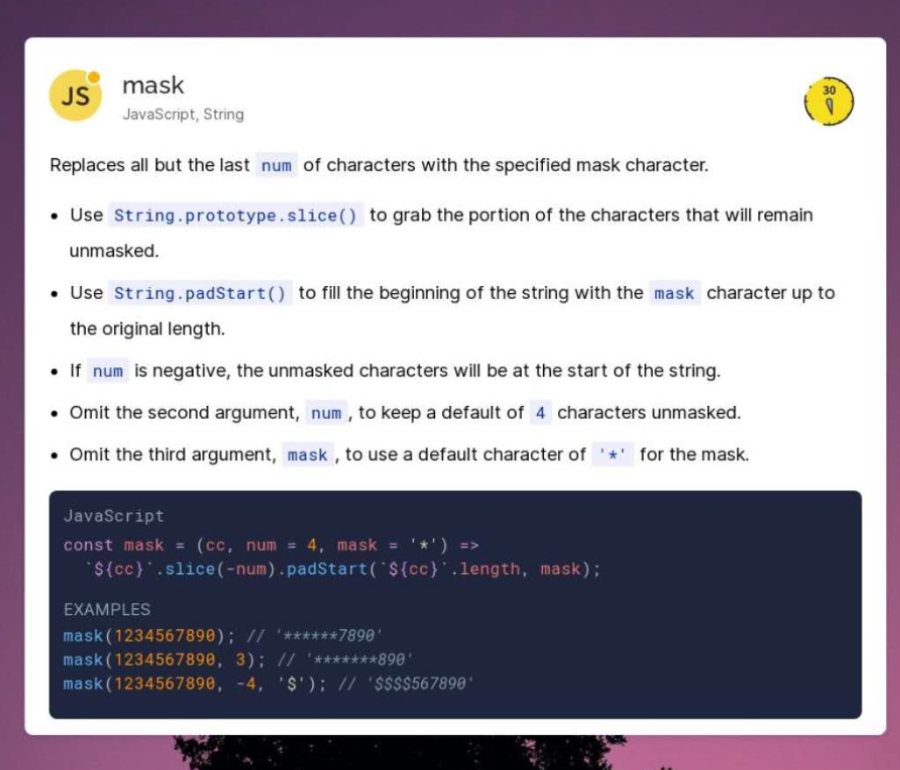 JS
mask
JavaScript, String
30
Replaces all but the last num of characters with the specified mask character.
• Use String.prototype.slice() to grab the portion of the characters that will remain
unmasked.
• Use String.padStart() to fill the beginning of the string with the mask character up to
the original length.
• If num is negative, the unmasked characters will be at the start of the string.
• Omit the second argument, num, to keep a default of 4 characters unmasked.
• Omit the third argument, mask, to use a default character of '*' for the mask.
JavaScript
const mask = (cc, num = 4, mask = '*') =>
  `${cc}`.slice(-num).padStart(`${cc}`.length, mask);
EXAMPLES
mask(1234567890); // '******7890'
mask(1234567890, 3); // '*******890'
mask(1234567890, -4, '$'); // '$$$$567890'